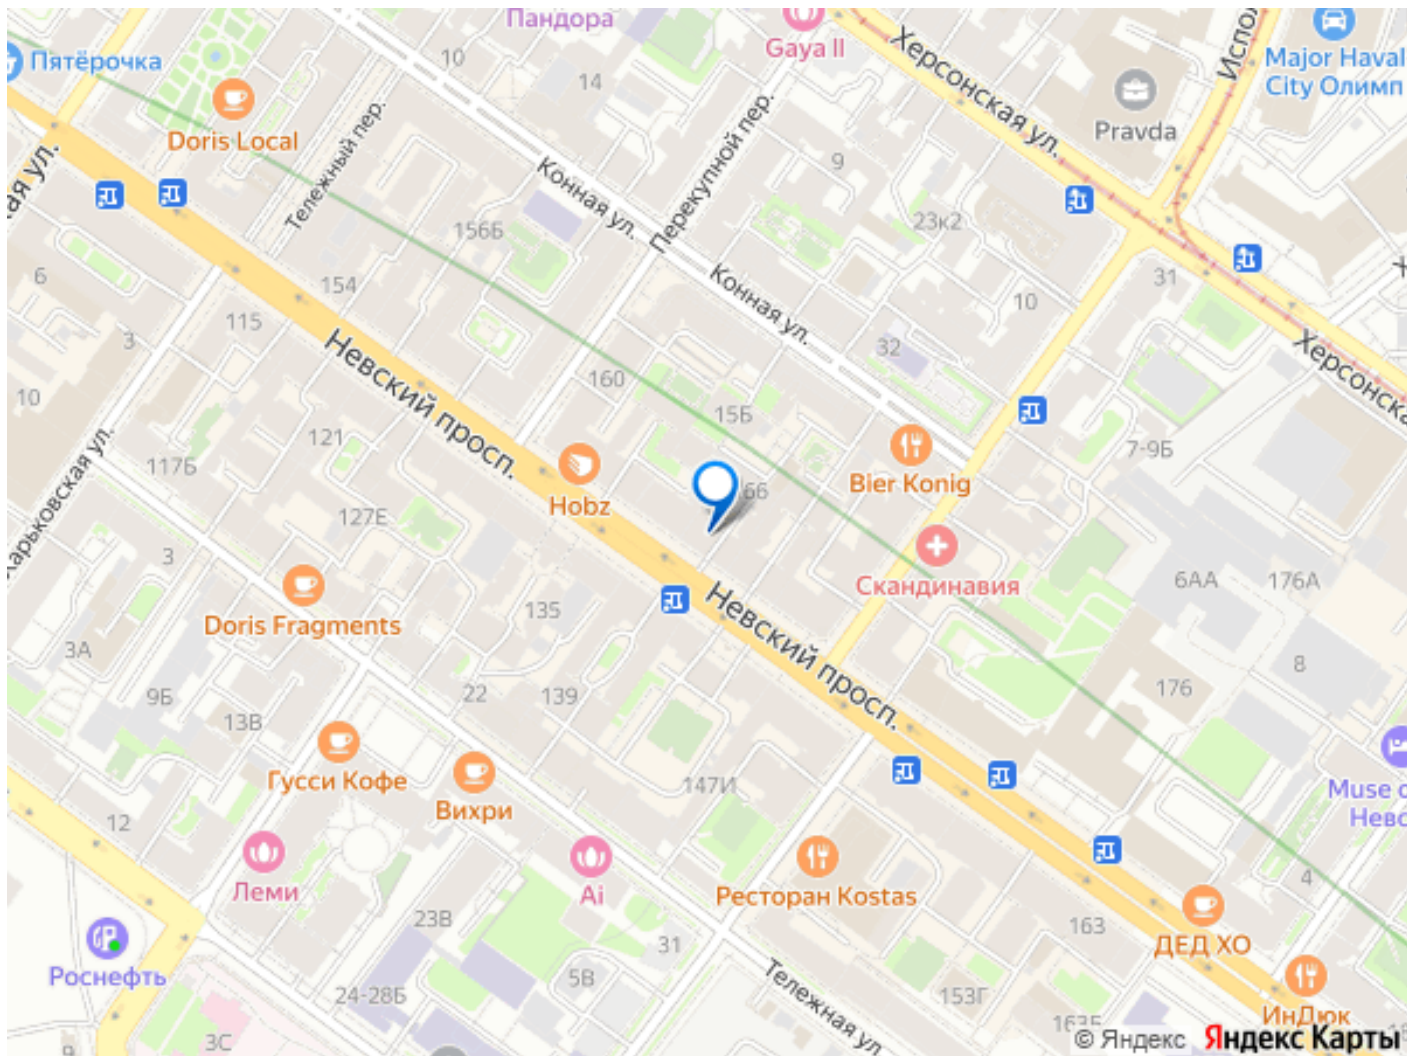 Пандора
Gaya II
Пятёрочка
10
14
Херсонская ул.
Major Haval
City Олимп
Pravda
Doris Local
Тележный пер.
Перекупной пер.
Конная ул.
9
23к2
156Б
6
154
115
3
Конная ул.
10
31
32
Невский просп.
160
15Б
Херсонска
10
121
117Б
Харьковская ул.
Hobz
66
Bier Konig
7-9Б
127Е
3
Скандинавия
6АА
176А
Doris Fragments
135
Невский просп.
3А
8
9Б
13В
22
139
176
Гусси Кофе
Вихри
147И
Muse o
Невс
12
Леми
Ai
Ресторан Kostas
4
23В
31
163
ДЕД ХО
Роснефть
24-28Б
5В
Тележная ул.
153Г
163Б
ИнДюк
3С
9
© Яндекс Яндекс Карты